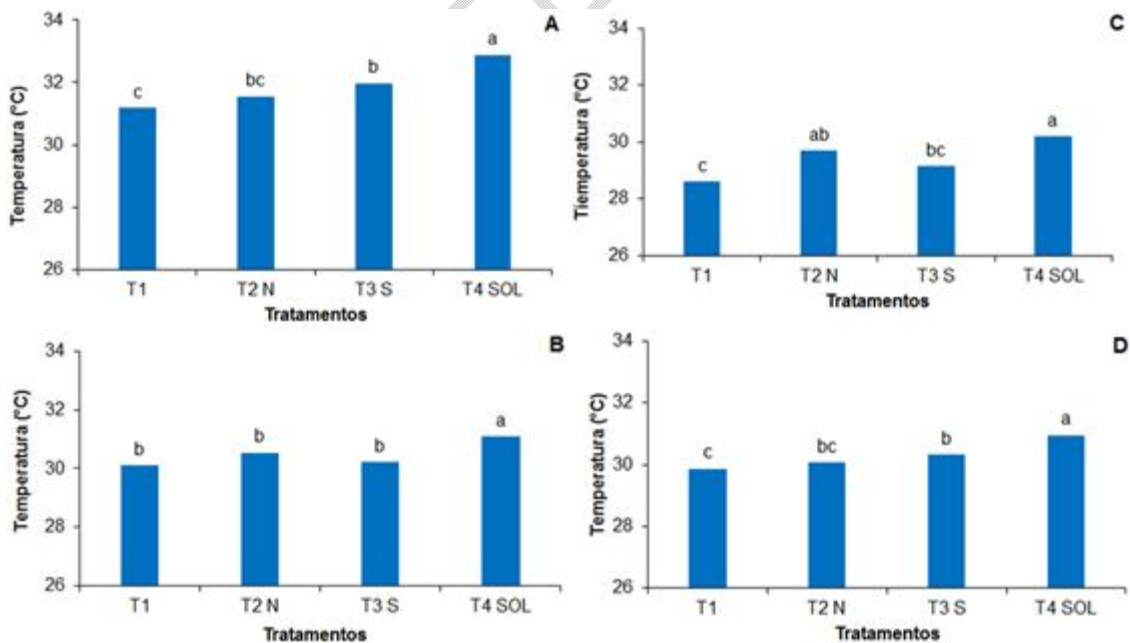 A
Temperatura (°C)
34
32
30
28
26
c
bc
b
a
T1
T2 N
T3 S
T4 SOL
Tratamentos
C
Tiemperatura (°C)
34
32
30
28
26
c
ab
bc
a
T1
T2 N
T3 S
T4 SOL
Tratamentos
B
Temperatura (°C)
34
32
30
28
26
b
b
b
a
T1
T2 N
T3 S
T4 SOL
Tratamentos
D
Temperatura (°C)
34
32
30
28
26
c
bc
b
a
T1
T2 N
T3 S
T4 SOL
Tratamentos